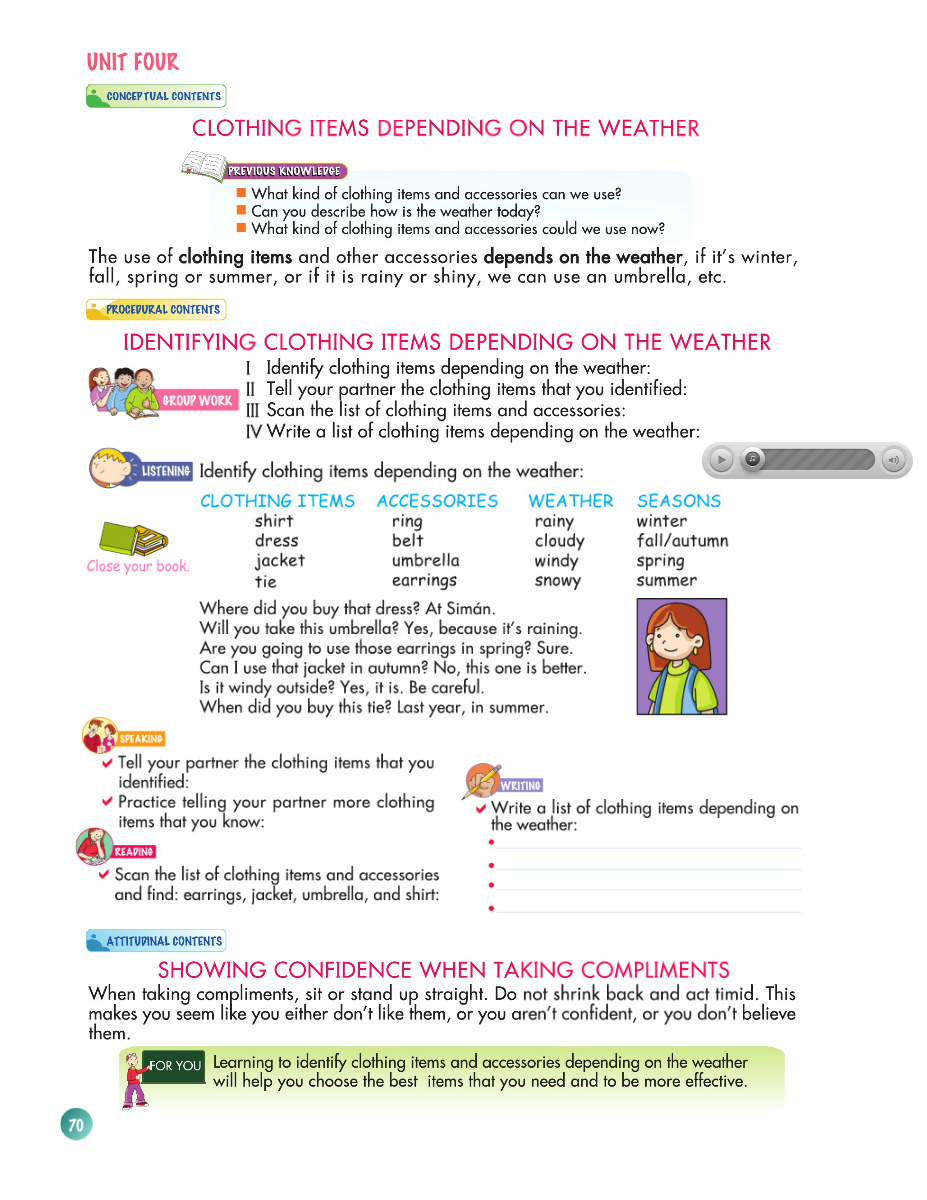 UNIT FOUR
CONCEPTUAL CONTENTS
CLOTHING ITEMS DEPENDING ON THE WEATHER
PREVIOUS KNOWLEDGE
What kind of clothing items and accessories can we use?
Can you describe how is the weather today?
What kind of clothing items and accessories could we use now?
The use of clothing items and other accessories depends on the weather, if it's winter,
fall, spring or summer, or if it is rainy or shiny, we can use an umbrella, etc.
PROCEDURAL CONTENTS
IDENTIFYING CLOTHING ITEMS DEPENDING ON THE WEATHER
GROUP WORK
I Identify clothing items depending on the weather:
II Tell your partner the clothing items that you identified:
III Scan the list of clothing items and accessories:
IV Write a list of clothing items depending on the weather:
LISTENING
Identify clothing items depending on the weather:
Close your book.
CLOTHING ITEMS ACCESSORIES WEATHER SEASONS
shirt ring rainy winter
dress belt cloudy fall/autumn
jacket umbrella windy spring
tie earrings snowy summer
Where did you buy that dress? At Simán.
Will you take this umbrella? Yes, because it's raining.
Are you going to use those earrings in spring? Sure.
Can I use that jacket in autumn? No, this one is better.
Is it windy outside? Yes, it is. Be careful.
When did you buy this tie? Last year, in summer.
SPEAKING
Tell your partner the clothing items that you
identified:
Practice telling your partner more clothing
items that you know:
READING
Scan the list of clothing items and accessories
and find: earrings, jacket, umbrella, and shirt:
WRITING
Write a list of clothing items depending on
the weather:
ATTITUDINAL CONTENTS
SHOWING CONFIDENCE WHEN TAKING COMPLIMENTS
When taking compliments, sit or stand up straight. Do not shrink back and act timid. This
makes you seem like you either don't like them, or you aren't confident, or you don't believe
them.
FOR YOU
Learning to identify clothing items and accessories depending on the weather
will help you choose the best items that you need and to be more effective.
70